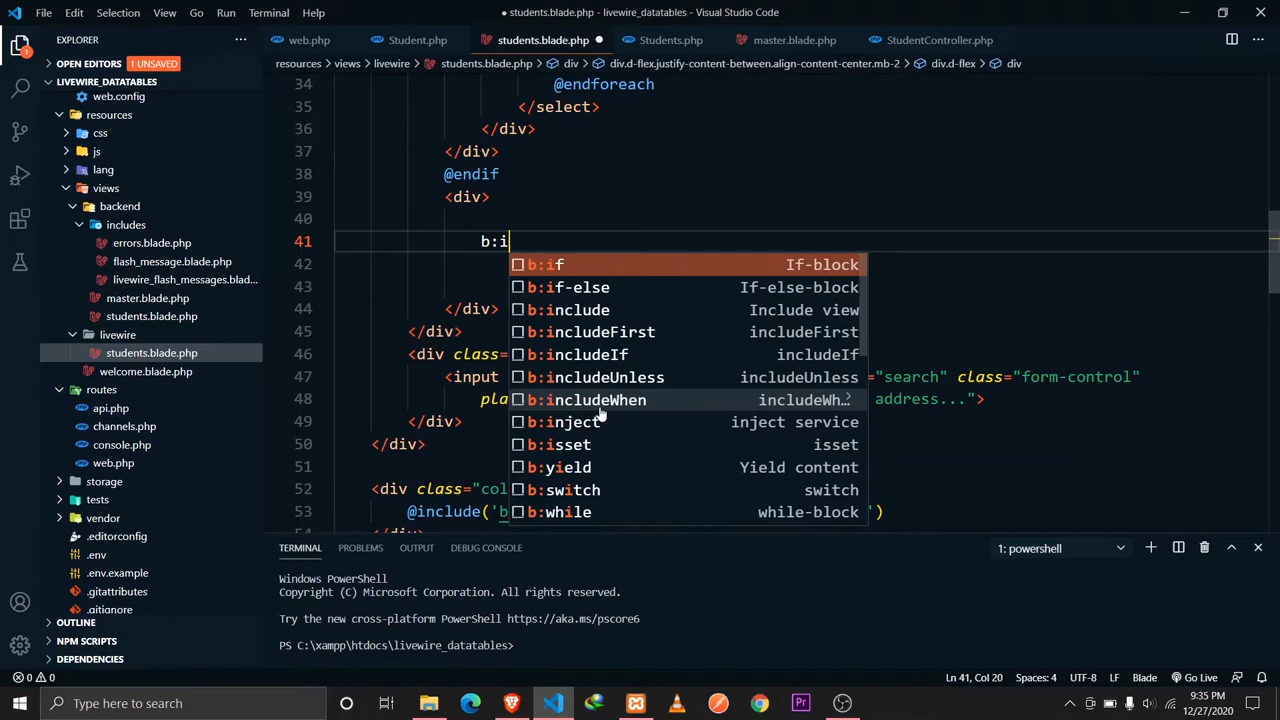 File Edit Selection View Go Run Terminal Help
● students.blade.php - livewire_datatables - Visual Studio Code
EXPLORER
OPEN EDITORS 1 UNSAVED
LIVEWIRE_DATATABLES
web.config
resources
css
js
lang
views
backend
includes
errors.blade.php
flash_message.blade.php
livewire_flash_messages.blad...
master.blade.php
students.blade.php
livewire
students.blade.php
welcome.blade.php
routes
api.php
channels.php
console.php
web.php
storage
tests
vendor
.editorconfig
.env
.env.example
.gitattributes
.gitignore
OUTLINE
NPM SCRIPTS
DEPENDENCIES
1
web.php Student.php students.blade.php ● Students.php master.blade.php StudentController.php
resources > views > livewire > students.blade.php > div > div.d-flex.justify-content-between.align-content-center.mb-2 > div.d-flex > div
34 @endforeach
35 </select>
36 </div>
37 </div>
38 @endif
39 <div>
40
41 b:i
42
43
44 </div>
45 </div>
46 <div class=
47 <input ="search" class="form-control"
48 pla address...">
49 </div>
50 </div>
51
52 <div class="col
53 @include('b ')
54
b:if If-block
b:if-else If-else-block
b:include Include view
b:includeFirst includeFirst
b:includeIf includeIf
b:includeUnless includeUnless
b:includeWhen includeWh…
b:inject inject service
b:isset isset
b:yield Yield content
b:switch switch
b:while while-block
TERMINAL PROBLEMS OUTPUT DEBUG CONSOLE
1: powershell
Windows PowerShell
Copyright (C) Microsoft Corporation. All rights reserved.
Try the new cross-platform PowerShell https://aka.ms/pscore6
PS C:\xampp\htdocs\livewire_datatables>
0 0
Ln 41, Col 20 Spaces: 4 UTF-8 LF Blade Go Live
Type here to search
Pr
9:35 PM
12/27/2020